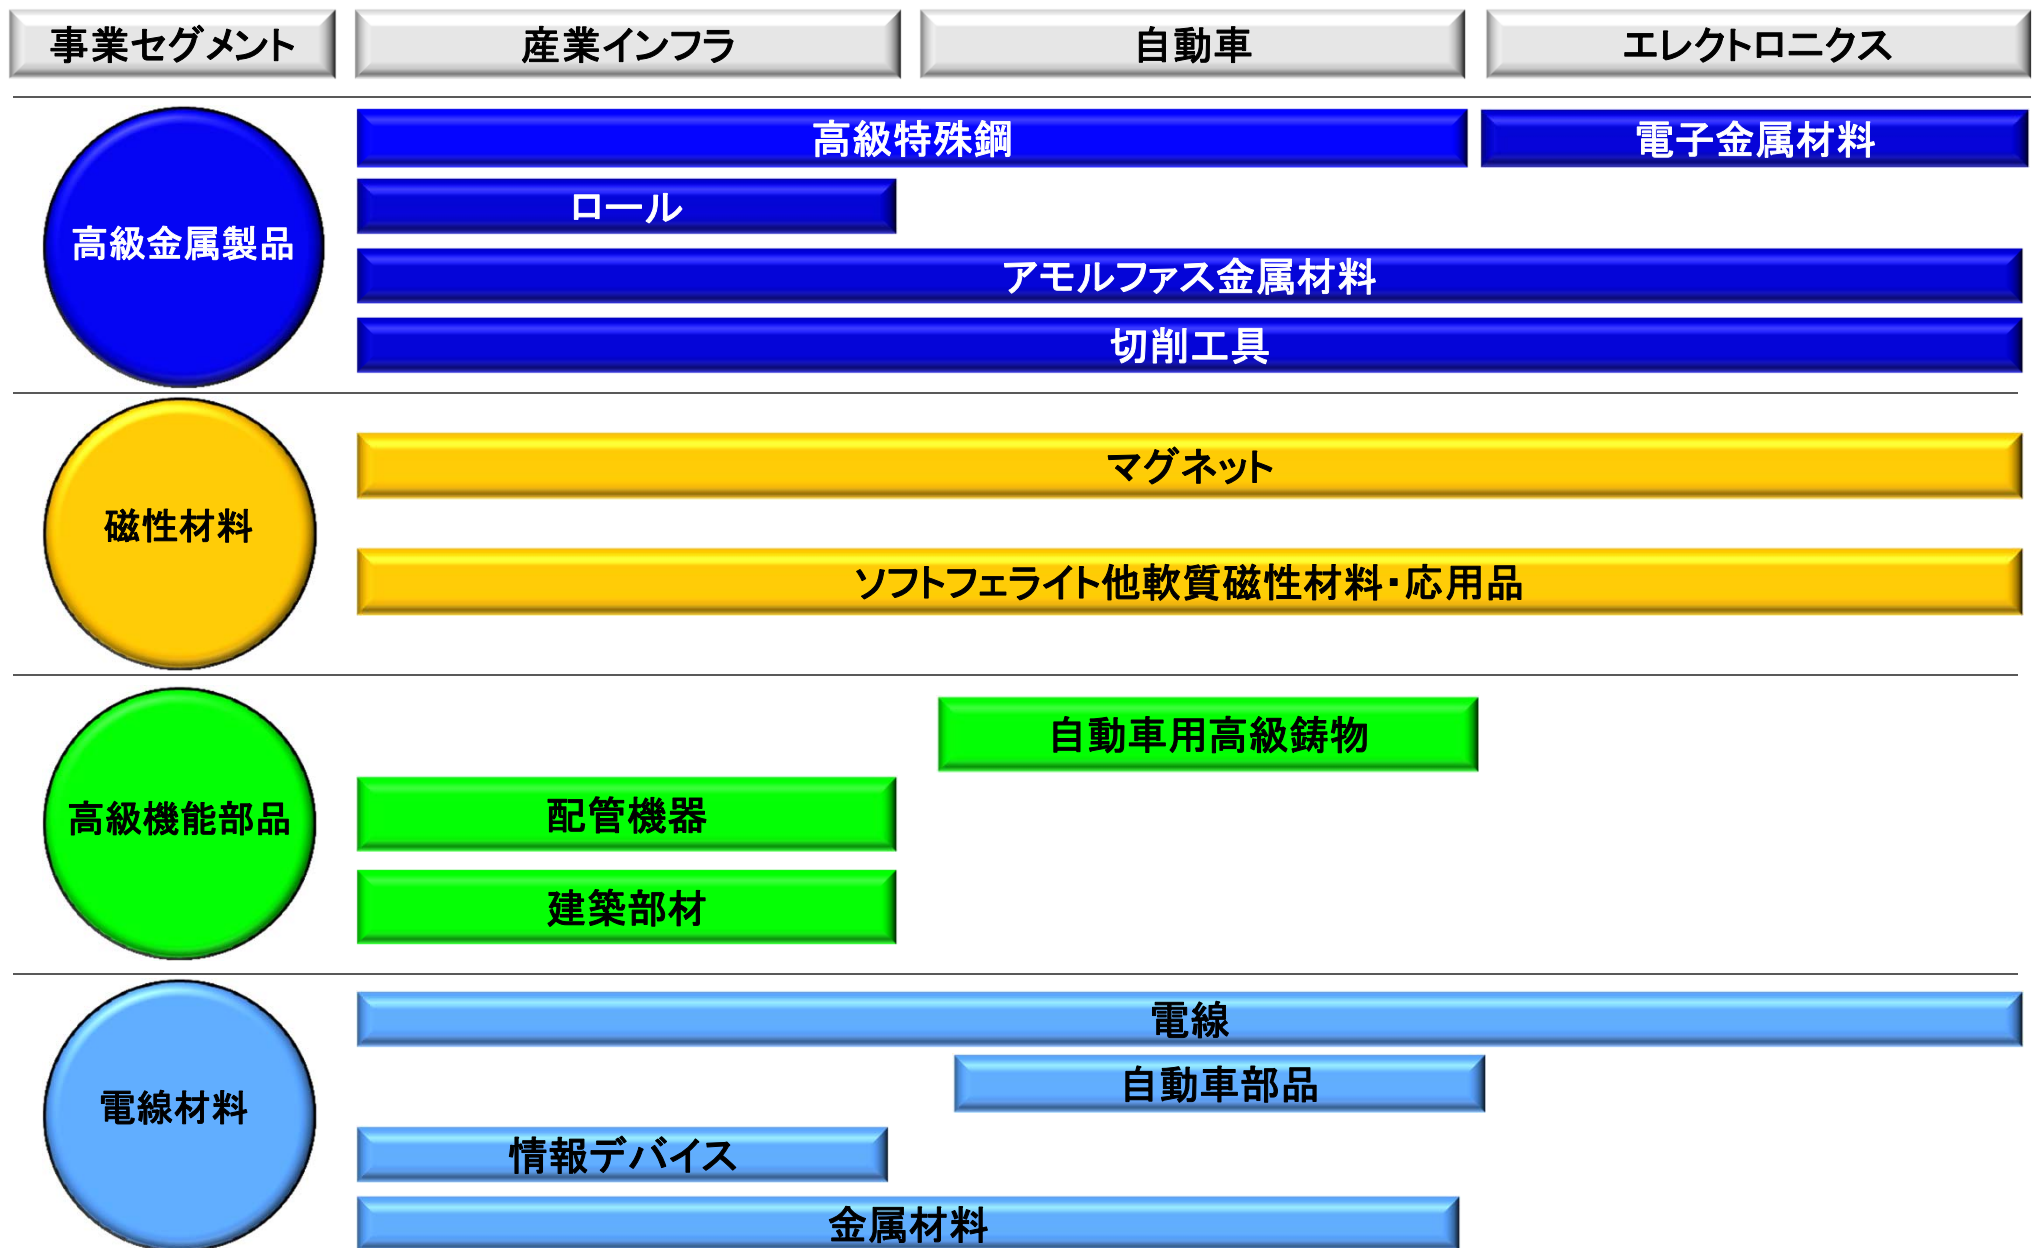 事業セグメント
産業インフラ
自動車
エレクトロニクス
高級金属製品
高級特殊鋼
電子金属材料
ロール
アモルファス金属材料
切削工具
磁性材料
マグネット
ソフトフェライト他軟質磁性材料・応用品
高級機能部品
自動車用高級鋳物
配管機器
建築部材
電線材料
電線
自動車部品
情報デバイス
金属材料